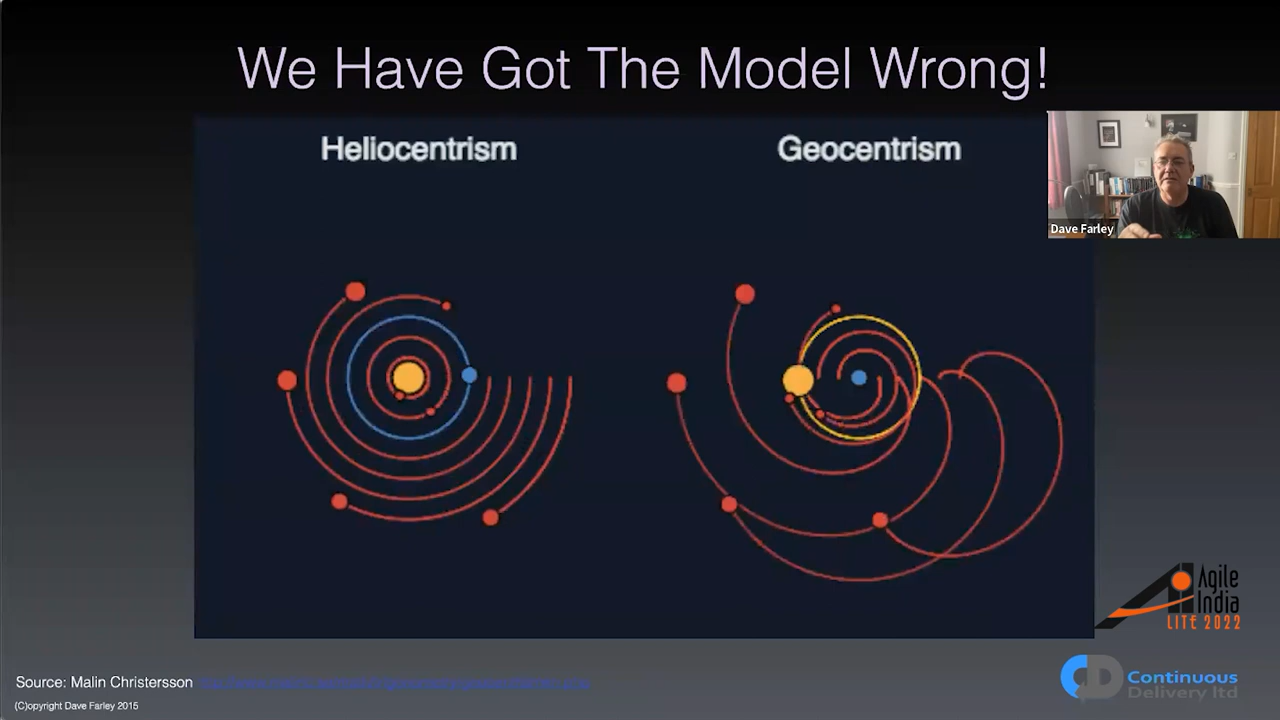 We Have Got The Model Wrong!
Heliocentrism
Geocentrism
Dave Farley
Agile
India
LITE 2022
Source: Malin Christersson
(C)opyright Dave Farley 2015
CD
Continuous
Delivery ltd